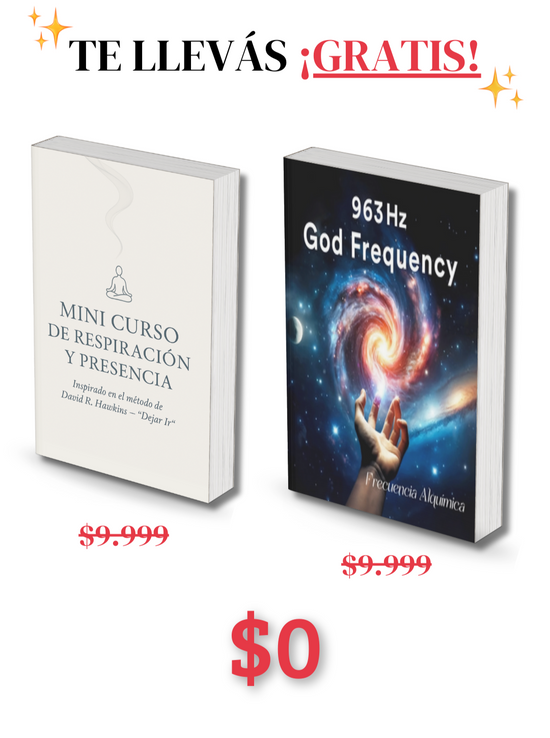 TE LLEVÁS ¡GRATIS!
MINI CURSO
DE RESPIRACIÓN
Y PRESENCIA
Inspirado en el método de
David R. Hawkins – “Dejar Ir“
$9.999
963 Hz
God Frequency
Frecuencia Alquimica
$9.999
$0